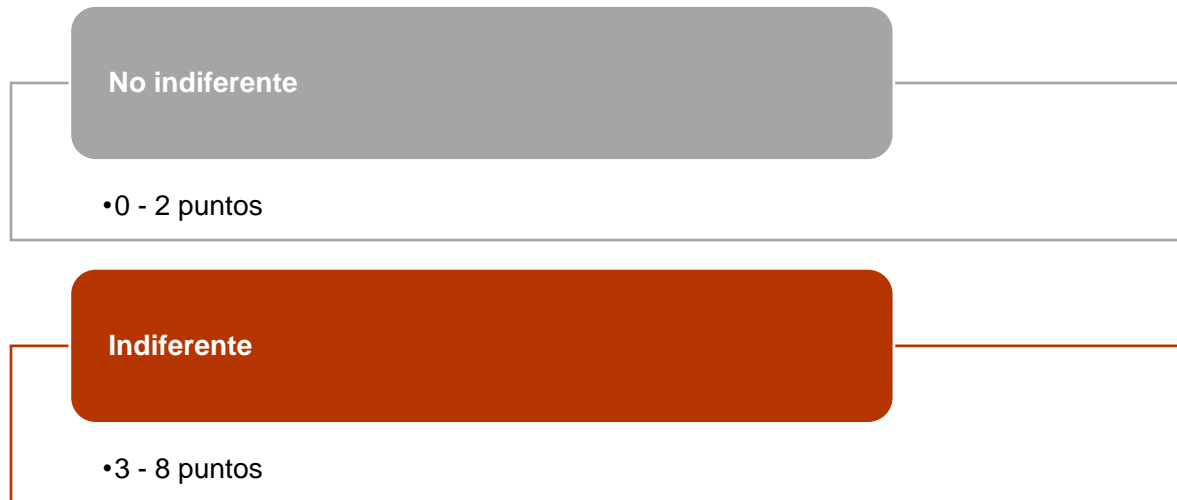 No indiferente
•0 - 2 puntos
Indiferente
•3 - 8 puntos